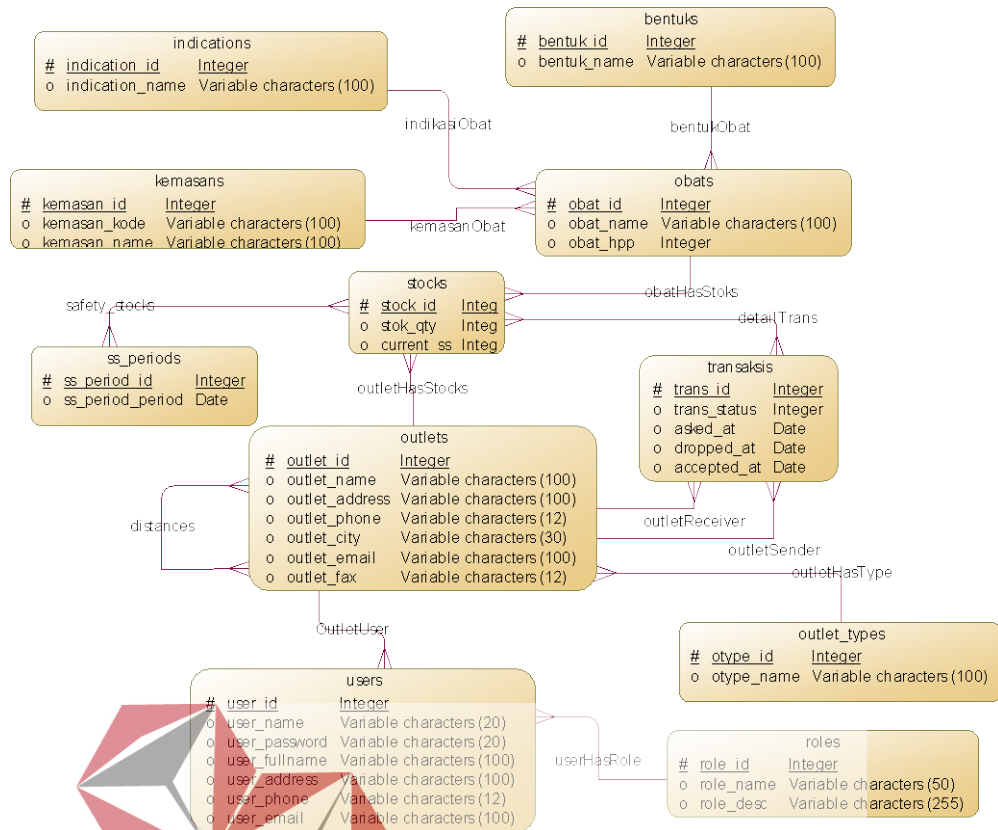 indications
# indication_id Integer
o indication_name Variable characters (100)
bentuks
# bentuk_id Integer
o bentuk_name Variable characters (100)
indikasiObat
bentukObat
kemasans
# kemasan_id Integer
o kemasan_kode Variable characters (100)
o kemasan_name Variable characters (100)
obats
# obat_id Integer
o obat_name Variable characters (100)
o obat_hpp Integer
kemasanObat
stocks
# stock_id Integ
o stok_qty Integ
o current_ss Integ
obatHasStoks
safety_stocks
detailTrans
ss_periods
# ss_period_id Integer
o ss_period_period Date
transaksis
# trans_id Integer
o trans_status Integer
o asked_at Date
o dropped_at Date
o accepted_at Date
outletHasStocks
outlets
# outlet_id Integer
o outlet_name Variable characters (100)
o outlet_address Variable characters (100)
o outlet_phone Variable characters (12)
o outlet_city Variable characters (30)
o outlet_email Variable characters (100)
o outlet_fax Variable characters (12)
distances
outletReceiver
outletSender
outletHasType
OutletUser
outlet_types
# otype_id Integer
o otype_name Variable characters (100)
users
# user_id Integer
o user_name Variable characters (20)
o user_password Variable characters (20)
o user_fullname Variable characters (100)
o user_address Variable characters (100)
o user_phone Variable characters (12)
o user_email Variable characters (100)
userHasRole
roles
# role_id Integer
o role_name Variable characters (50)
o role_desc Variable characters (255)